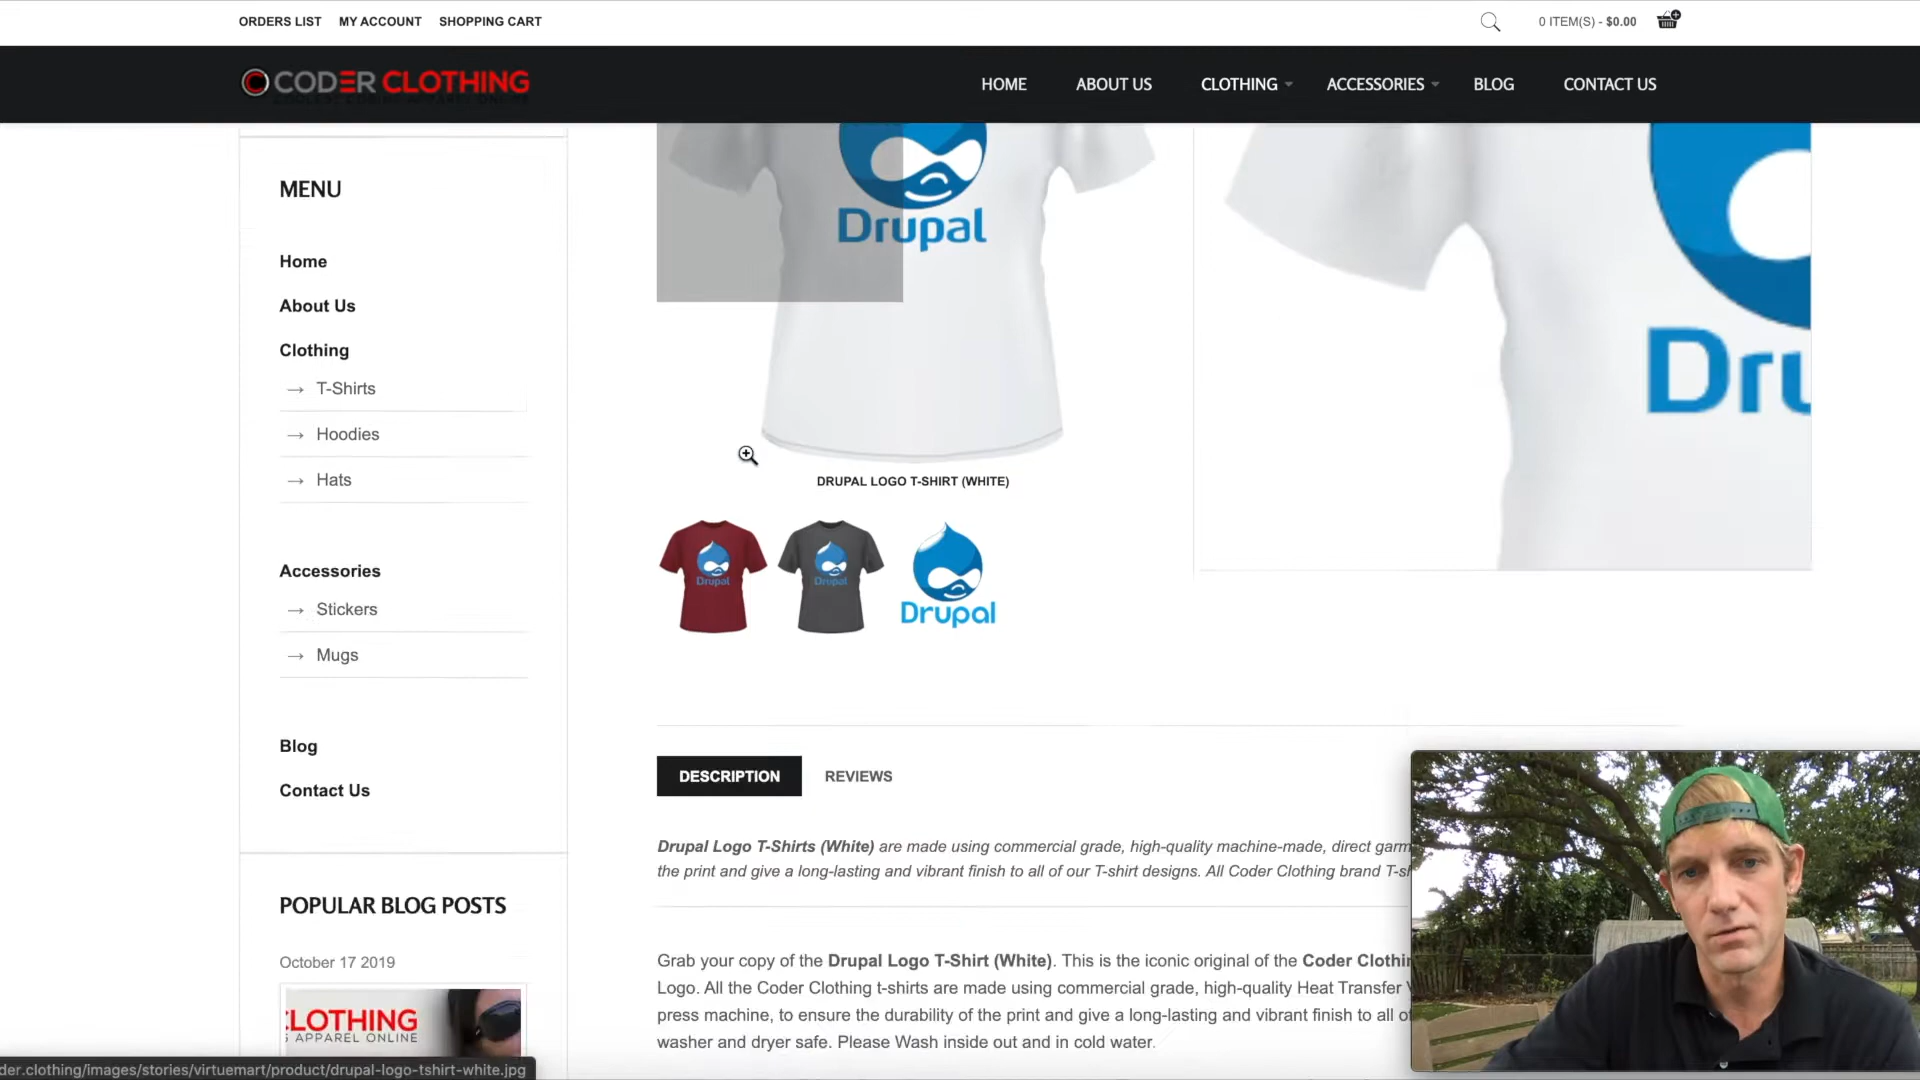 ORDERS LIST MY ACCOUNT SHOPPING CART 0 ITEM(S) - $0.00
CODER CLOTHING HOME ABOUT US CLOTHING ACCESSORIES BLOG CONTACT US
MENU
Home
About Us
Clothing
→ T-Shirts
→ Hoodies
→ Hats
Accessories
→ Stickers
→ Mugs
Blog
Contact Us
POPULAR BLOG POSTS
October 17 2019
CLOTHING
APPAREL ONLINE
Drupal
Dru
DRUPAL LOGO T-SHIRT (WHITE)
Drupal
Drupal
Drupal
DESCRIPTION REVIEWS
Drupal Logo T-Shirts (White) are made using commercial grade, high-quality machine-made, direct garm
the print and give a long-lasting and vibrant finish to all of our T-shirt designs. All Coder Clothing brand T-sh
Grab your copy of the Drupal Logo T-Shirt (White). This is the iconic original of the Coder Clothin
Logo. All the Coder Clothing t-shirts are made using commercial grade, high-quality Heat Transfer
press machine, to ensure the durability of the print and give a long-lasting and vibrant finish to all of
washer and dryer safe. Please Wash inside out and in cold water.
der.clothing/images/stories/virtuemart/product/drupal-logo-tshirt-white.jpg